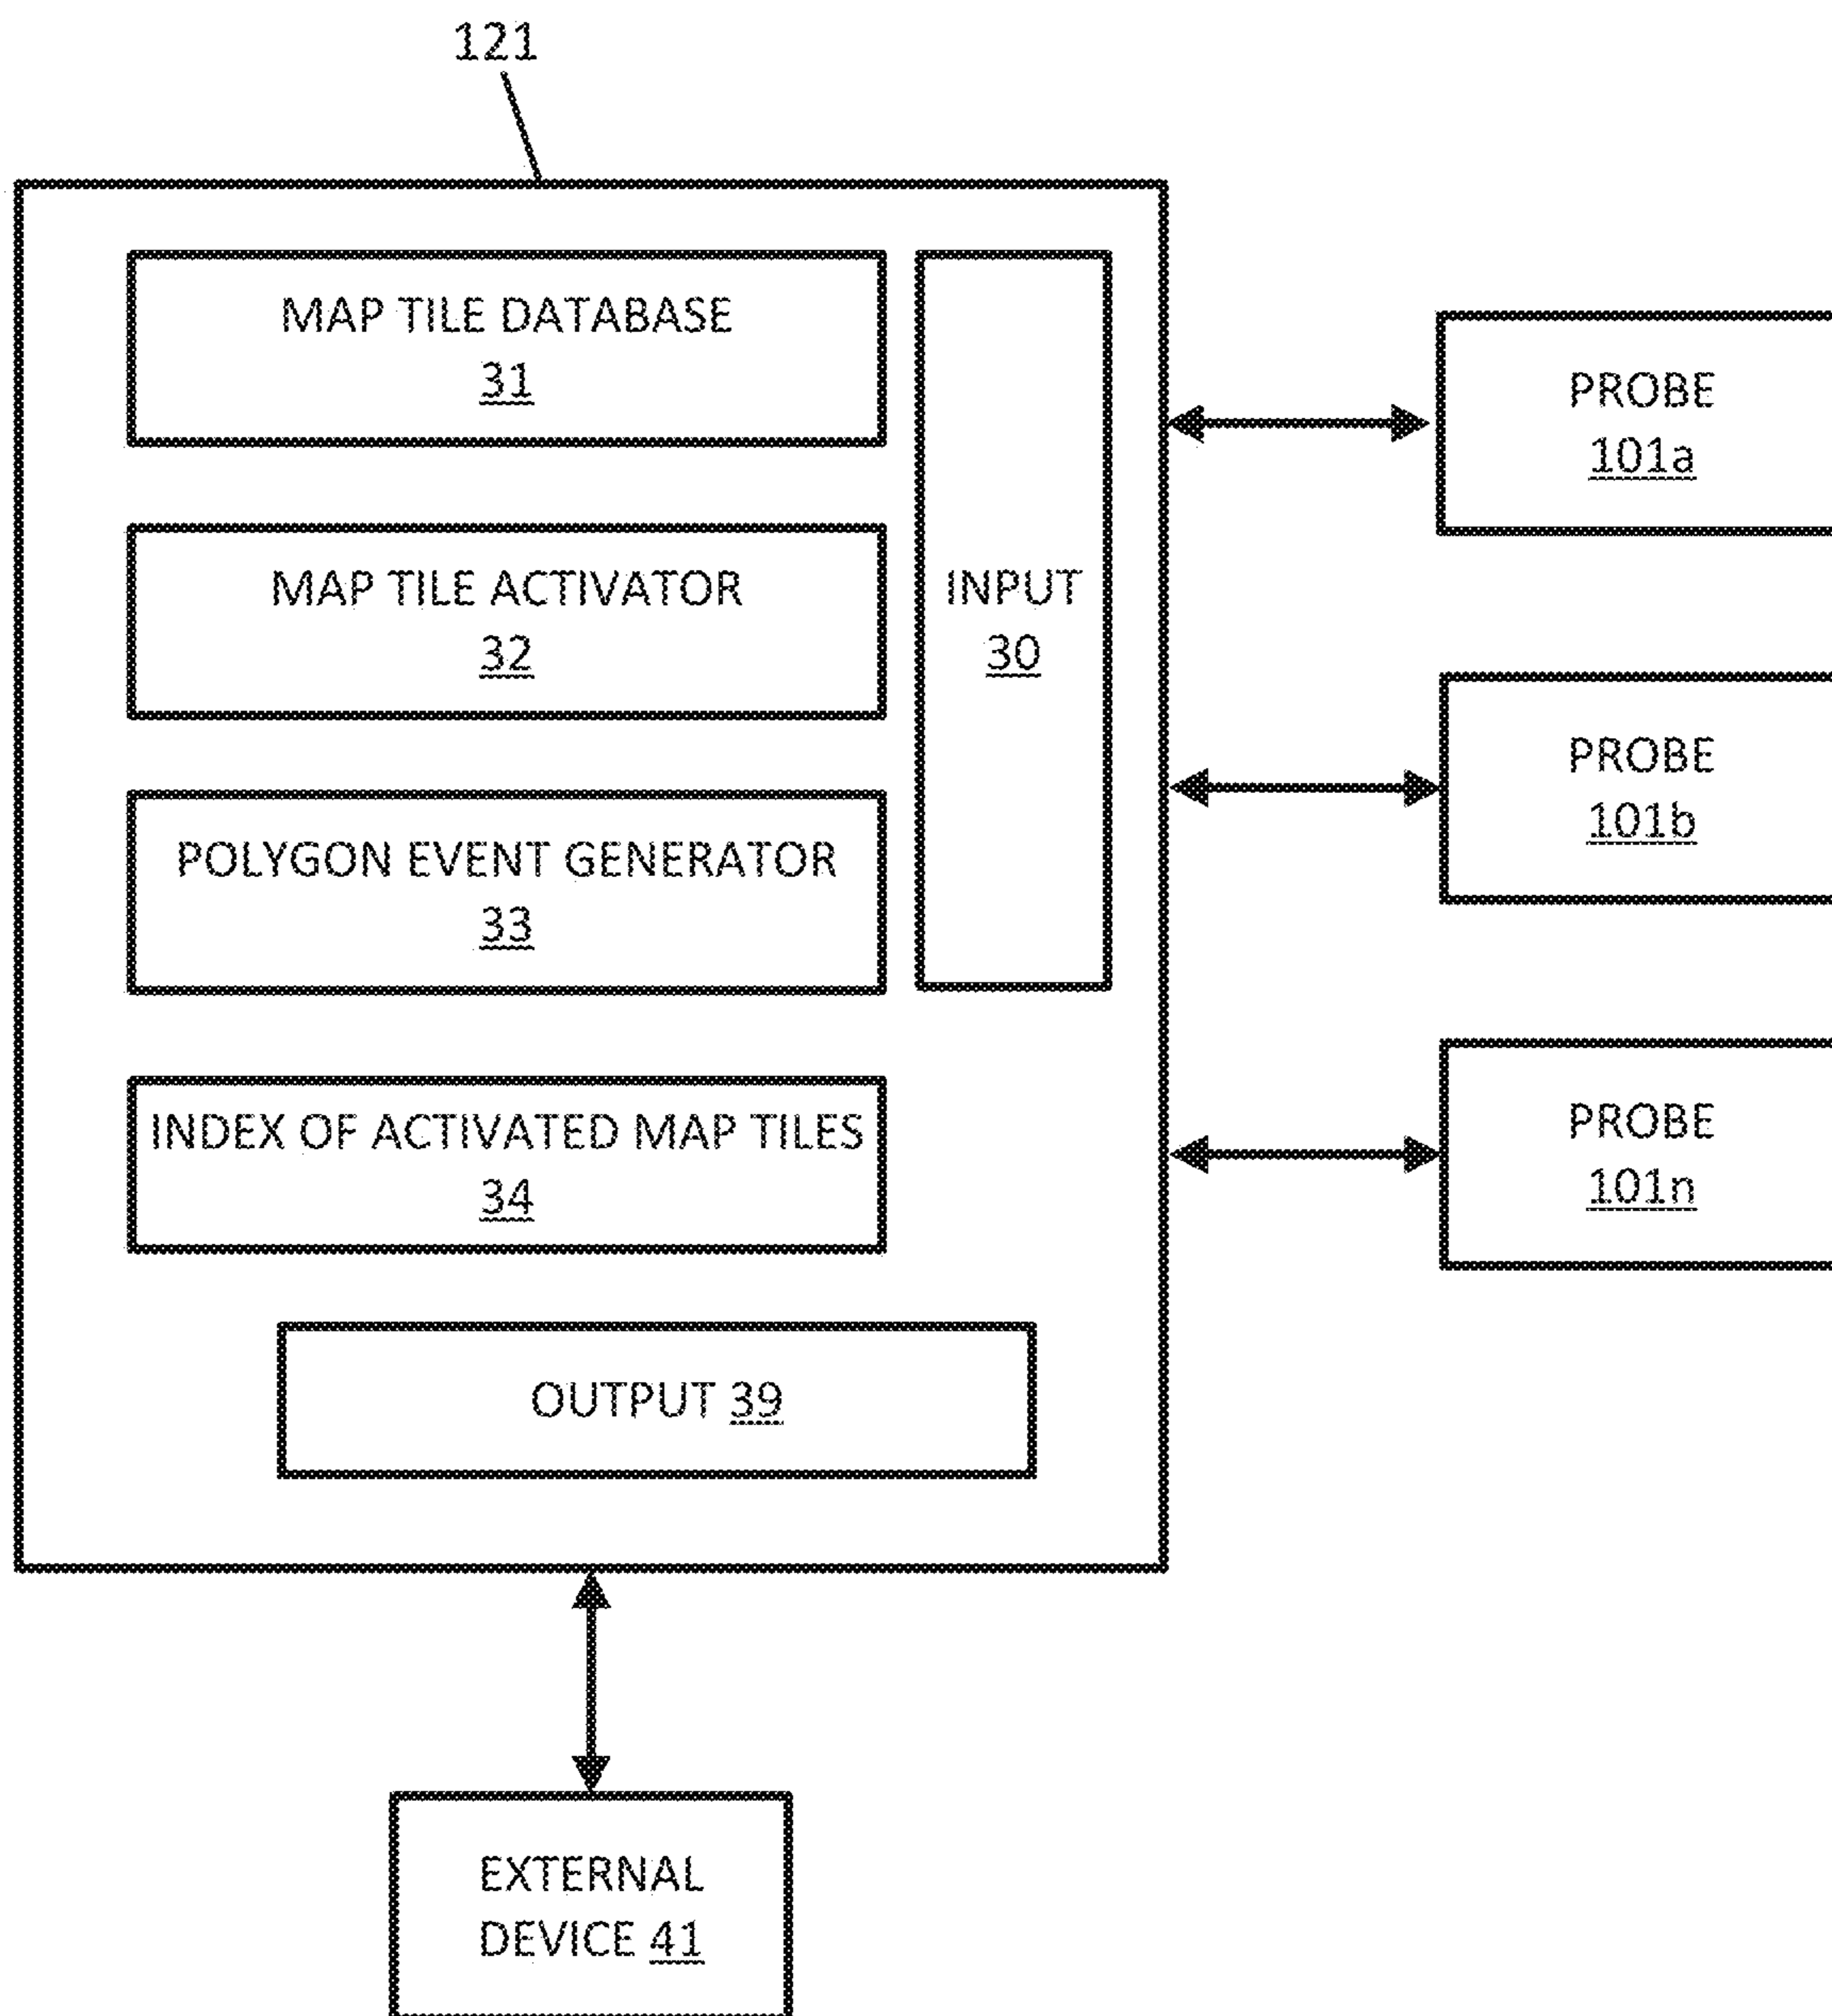 121
MAP TILE DATABASE
31
MAP TILE ACTIVATOR
32
POLYGON EVENT GENERATOR
33
INDEX OF ACTIVATED MAP TILES
34
INPUT
30
OUTPUT 39
PROBE
101a
PROBE
101b
PROBE
101n
EXTERNAL
DEVICE 41